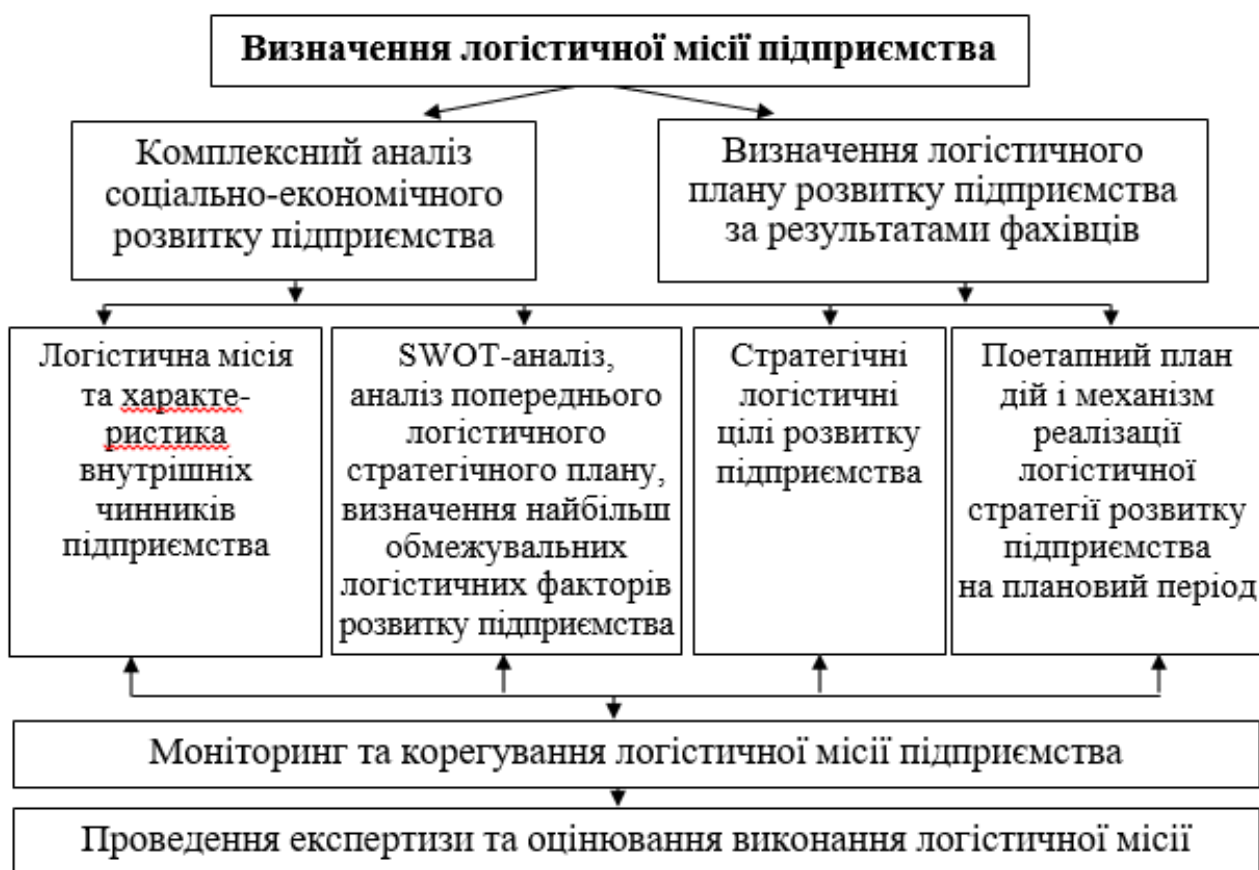 Визначення логістичної місії підприємства
Комплексний аналіз
соціально-економічного
розвитку підприємства
Визначення логістичного
плану розвитку підприємства
за результатами фахівців
Логістична місія
та характе-
ристика
внутрішніх
чинників
підприємства
SWOT-аналіз,
аналіз попереднього
логістичного
стратегічного плану,
визначення найбільш
обмежувальних
логістичних факторів
розвитку підприємства
Стратегічні
логістичні
цілі розвитку
підприємства
Поетапний план
дій і механізм
реалізації
логістичної
стратегії розвитку
підприємства
на плановий період
Моніторинг та корегування логістичної місії підприємства
Проведення експертизи та оцінювання виконання логістичної місії